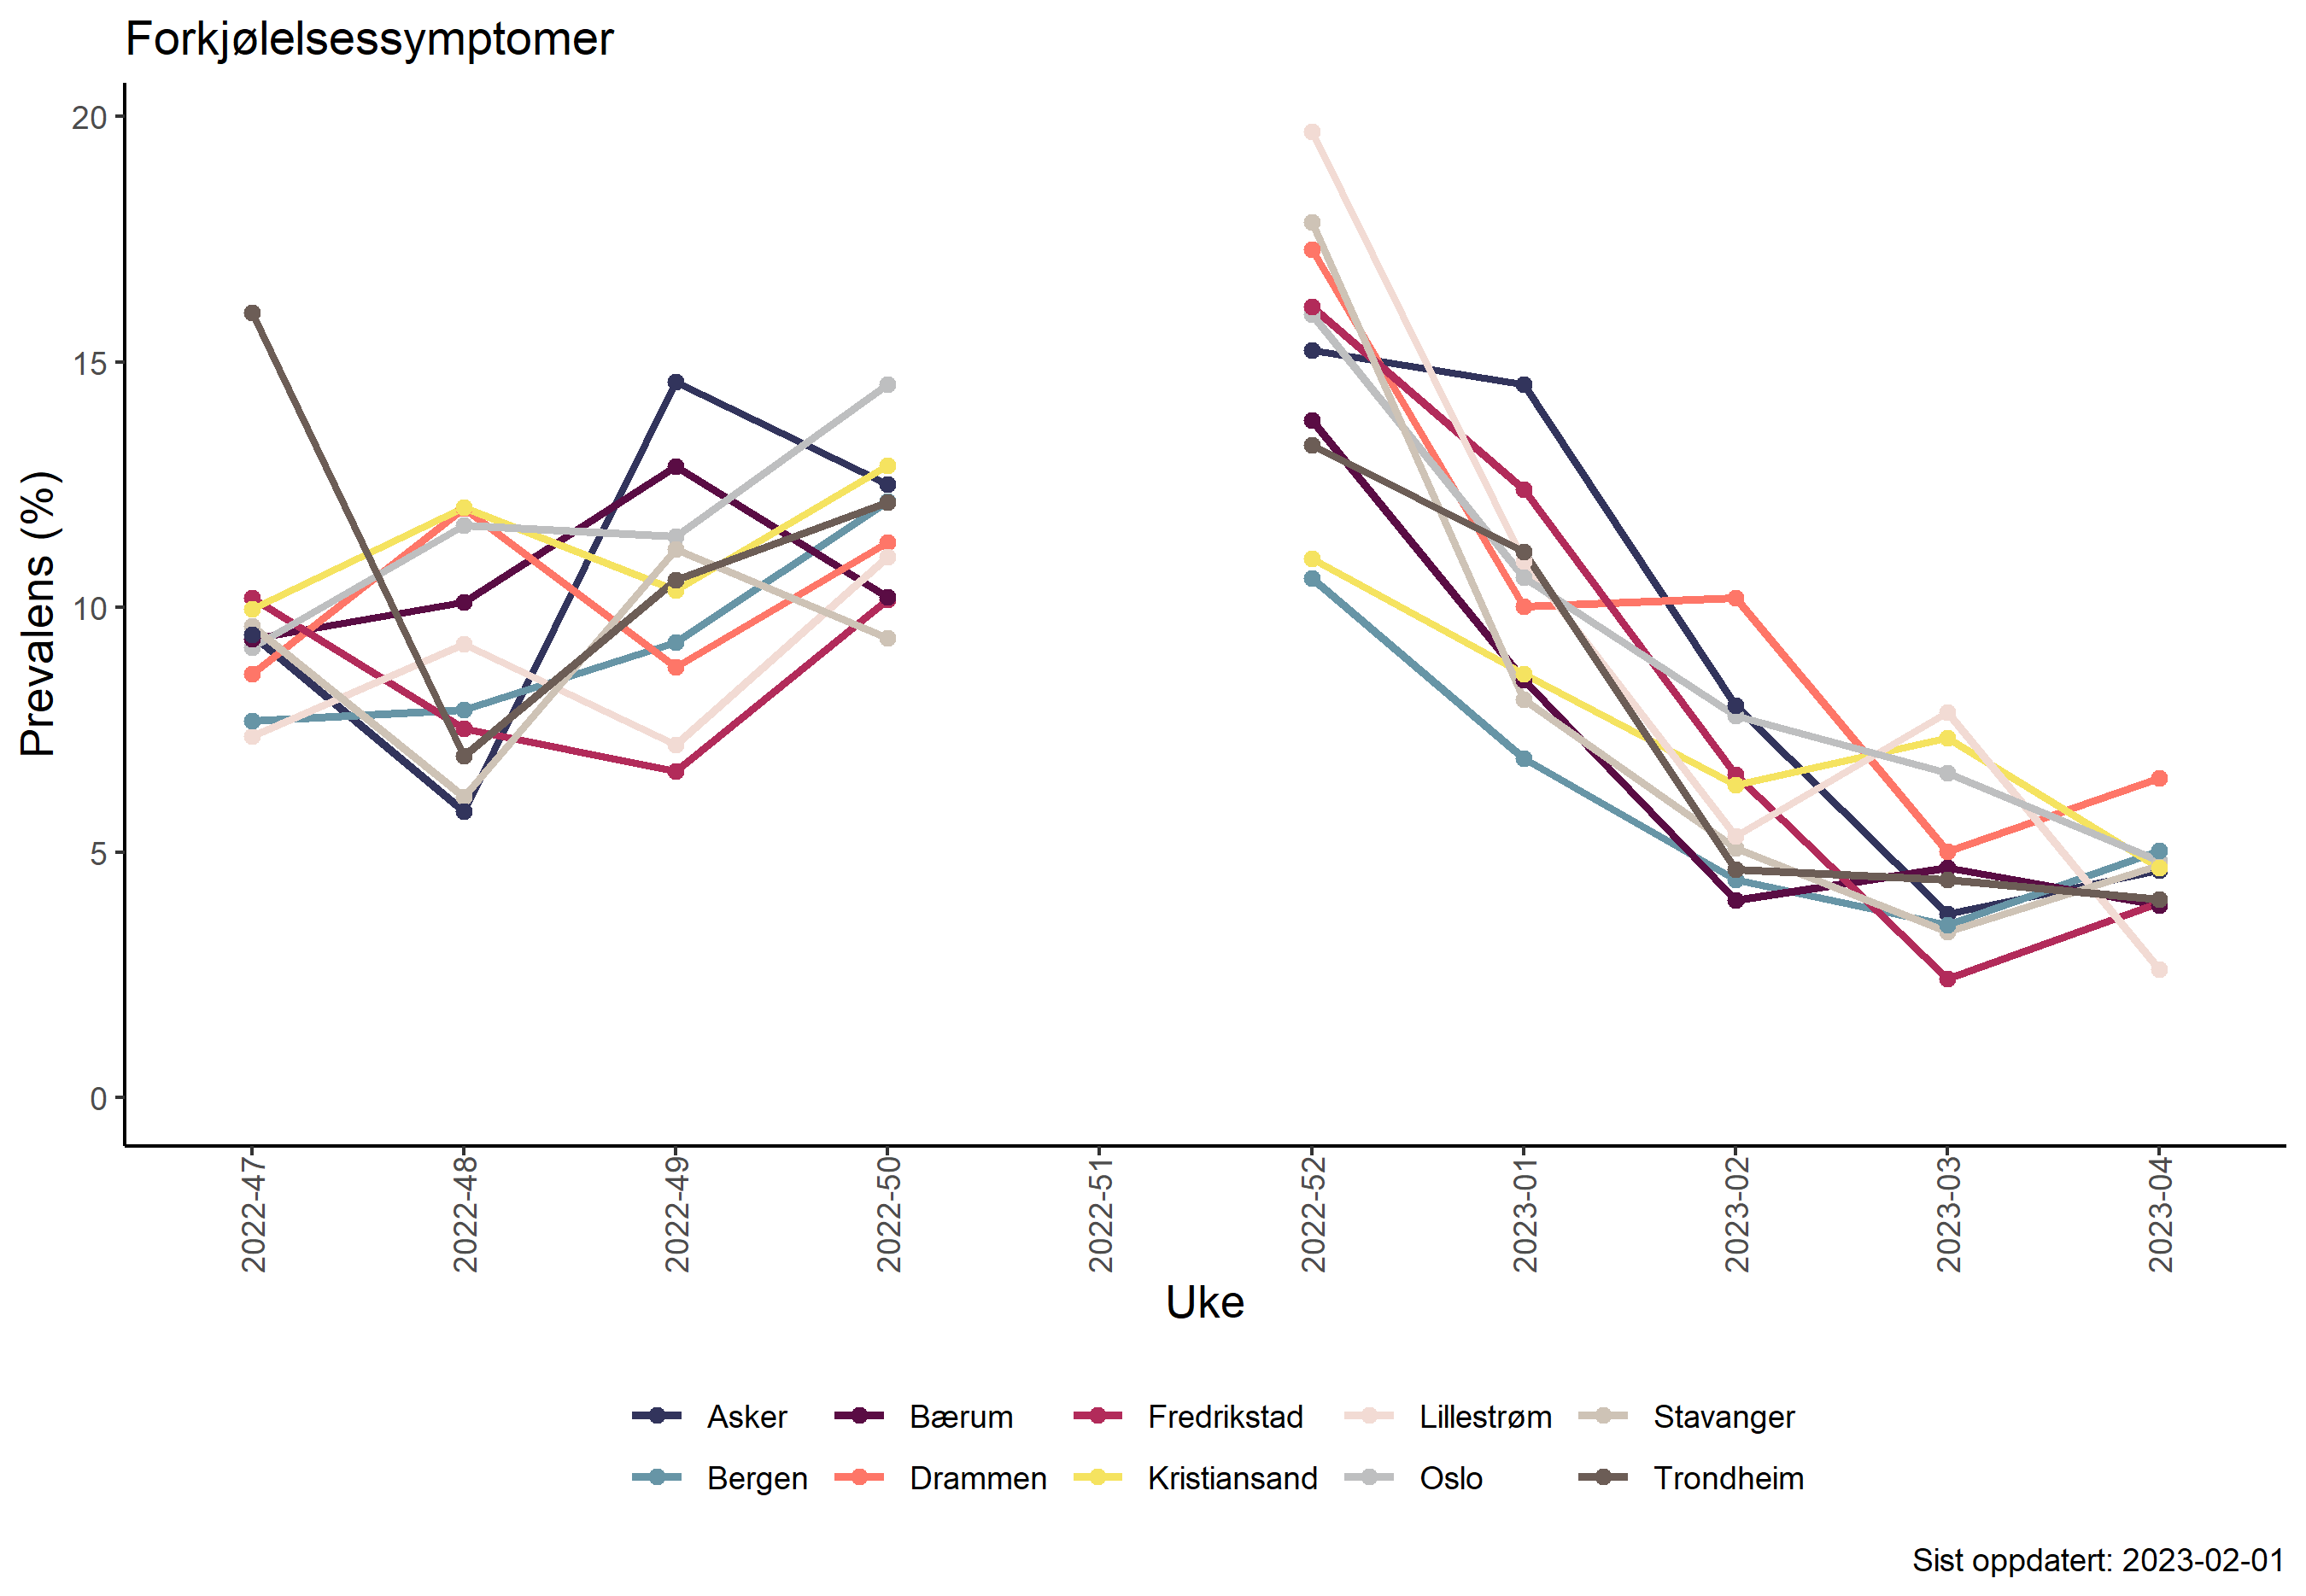 Forkjølelsessymptomer
Prevalens (%)
20
15
10
5
0
2022-47
2022-48
2022-49
2022-50
2022-51
2022-52
2023-01
2023-02
2023-03
2023-04
Uke
Asker Bærum Fredrikstad Lillestrøm Stavanger
Bergen Drammen Kristiansand Oslo Trondheim
Sist oppdatert: 2023-02-01